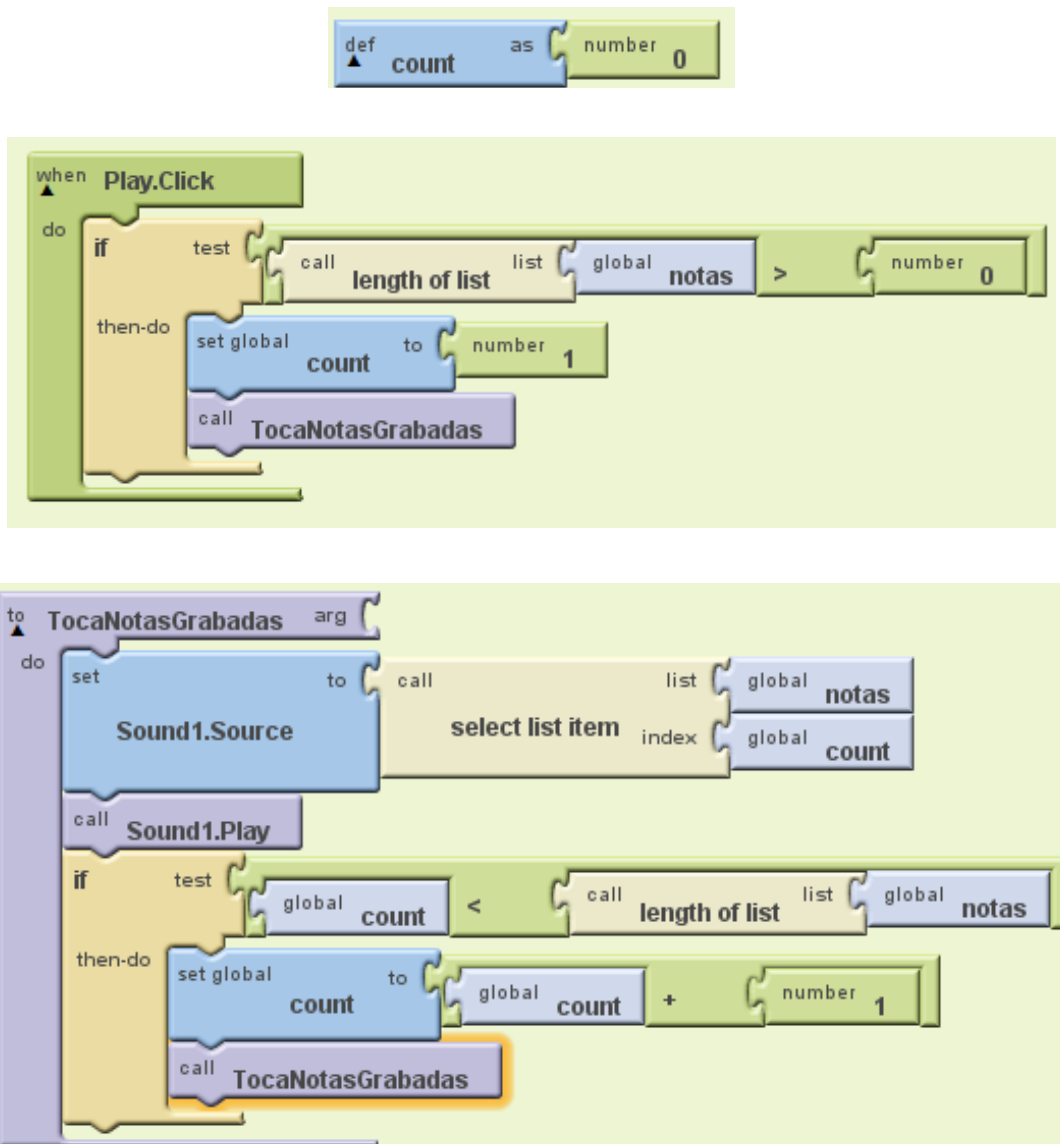 def count as number 0
when Play.Click
do if test call length of list list global notas > number 0
then-do set global count to number 1
call TocaNotasGrabadas
to TocaNotasGrabadas arg
do set Sound1.Source to call select list item list global notas
index global count
call Sound1.Play
if test global count < call length of list list global notas
then-do set global count to global count + number 1
call TocaNotasGrabadas